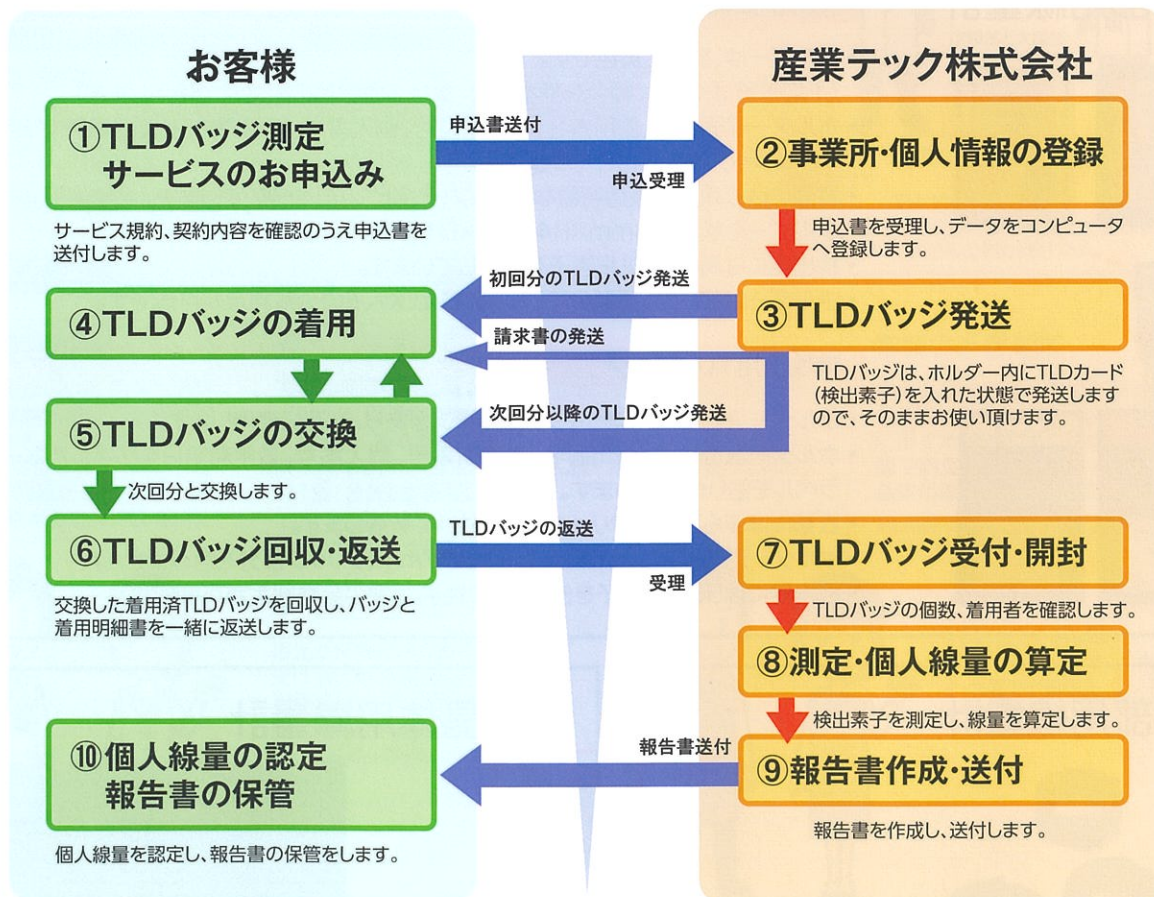 お客様
産業テック株式会社
①TLDバッジ測定
サービスのお申込み
申込書送付
申込受理
②事業所・個人情報の登録
サービス規約、契約内容を確認のうえ申込書を
送付します。
申込書を受理し、データをコンピュータ
へ登録します。
初回分のTLDバッジ発送
③TLDバッジ発送
④TLDバッジの着用
請求書の発送
TLDバッジは、ホルダー内にTLDカード
(検出素子)を入れた状態で発送します
ので、そのままお使い頂けます。
次回分以降のTLDバッジ発送
⑤TLDバッジの交換
次回分と交換します。
⑥TLDバッジ回収・返送
TLDバッジの返送
受理
⑦TLDバッジ受付・開封
交換した着用済TLDバッジを回収し、バッジと
着用明細書を一緒に返送します。
TLDバッジの個数、着用者を確認します。
⑧測定・個人線量の算定
検出素子を測定し、線量を算定します。
報告書送付
⑨報告書作成・送付
⑩個人線量の認定
報告書の保管
報告書を作成し、送付します。
個人線量を認定し、報告書の保管をします。